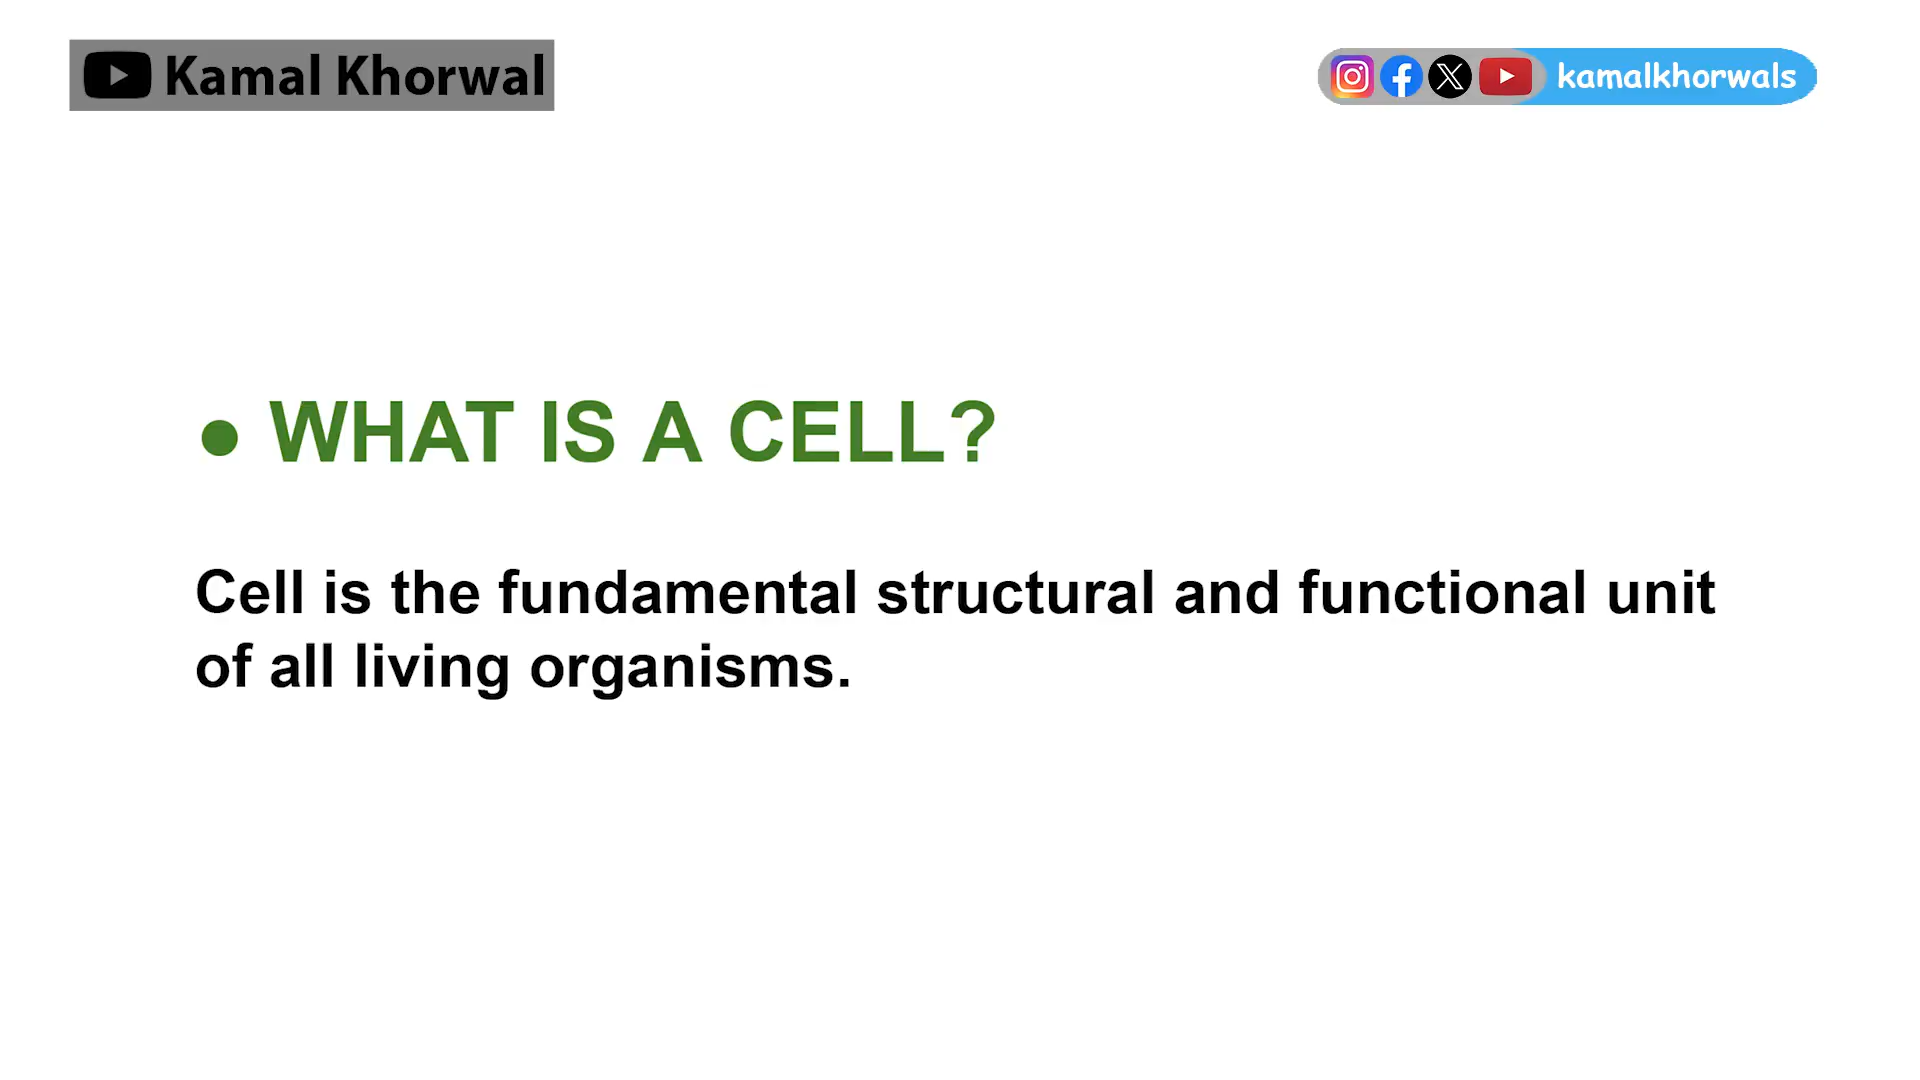 Kamal Khorwal
kamalkhorwals
• WHAT IS A CELL?
Cell is the fundamental structural and functional unit
of all living organisms.